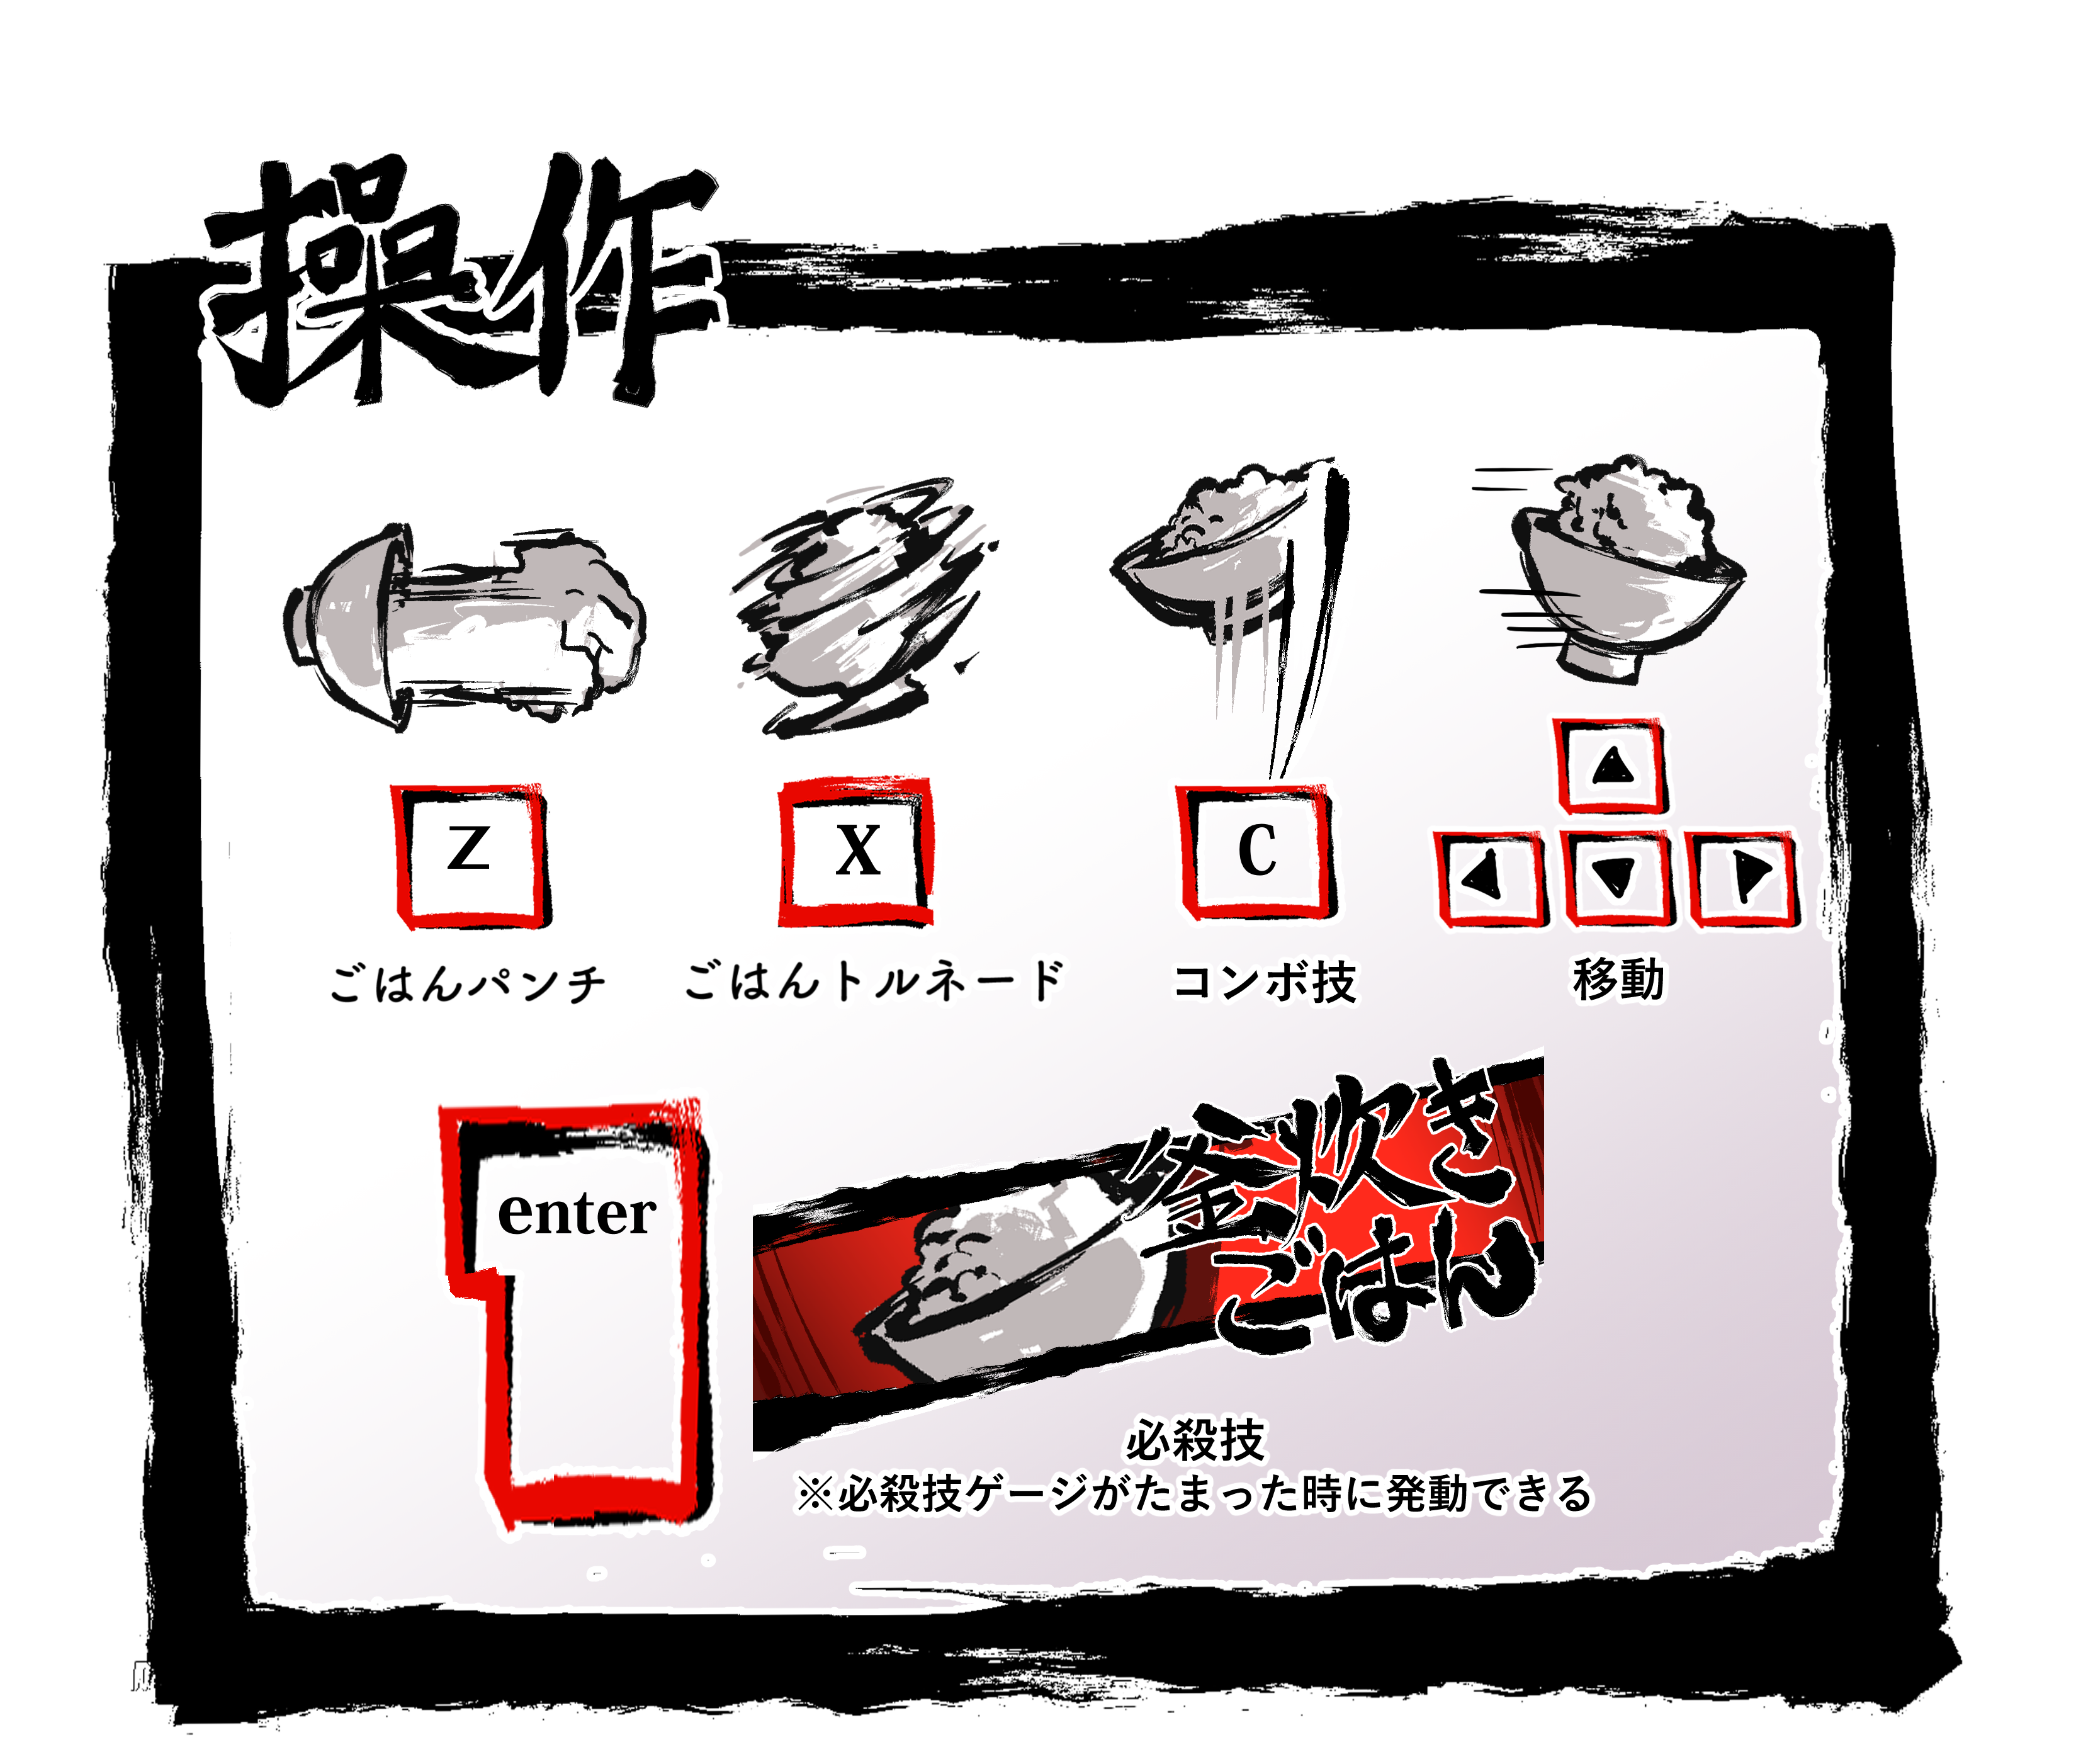 操作
Z
X
C
▲
◀
▼
▶
ごはんパンチ
ごはんトルネード
コンボ技
移動
enter
釜炊き
ごはん
必殺技
※必殺技ゲージがたまった時に発動できる